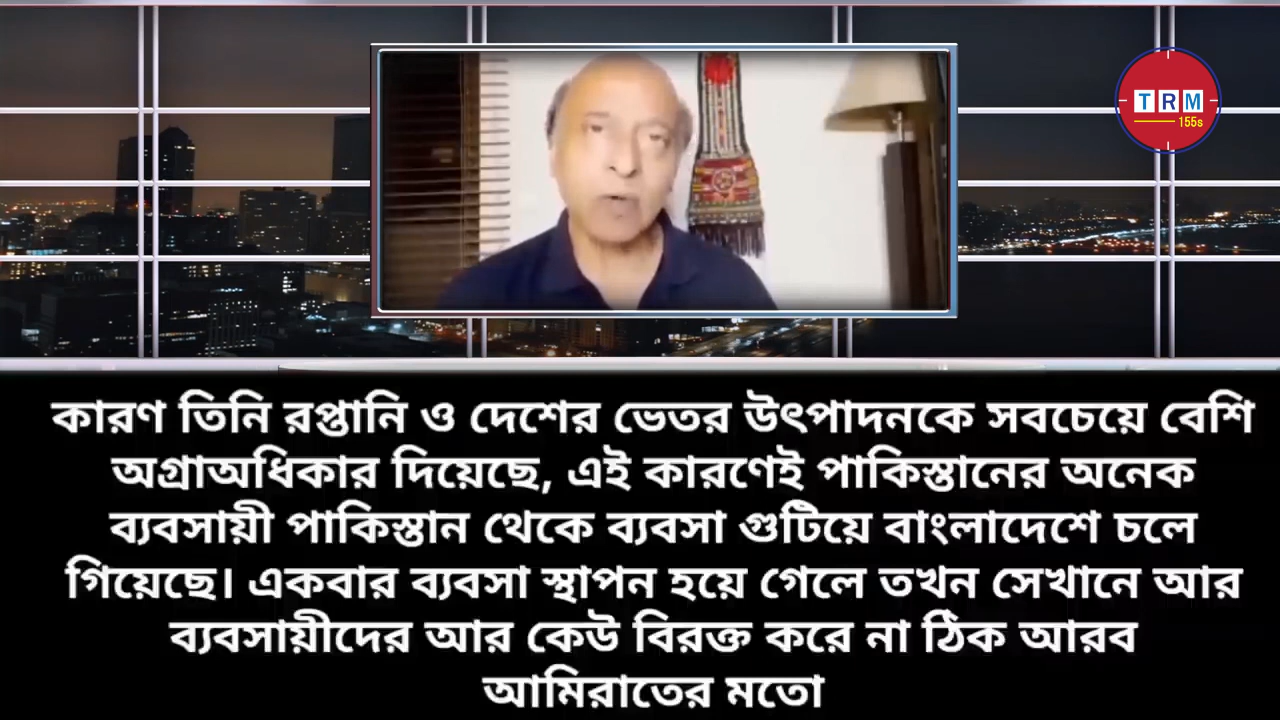 TRM
155s
কারণ তিনি রপ্তানি ও দেশের ভেতর উৎপাদনকে সবচেয়ে বেশি
অগ্রাঅধিকার দিয়েছে, এই কারণেই পাকিস্তানের অনেক
ব্যবসায়ী পাকিস্তান থেকে ব্যবসা গুটিয়ে বাংলাদেশে চলে
গিয়েছে। একবার ব্যবসা স্থাপন হয়ে গেলে তখন সেখানে আর
ব্যবসায়ীদের আর কেউ বিরক্ত করে না ঠিক আরব
আমিরাতের মতো